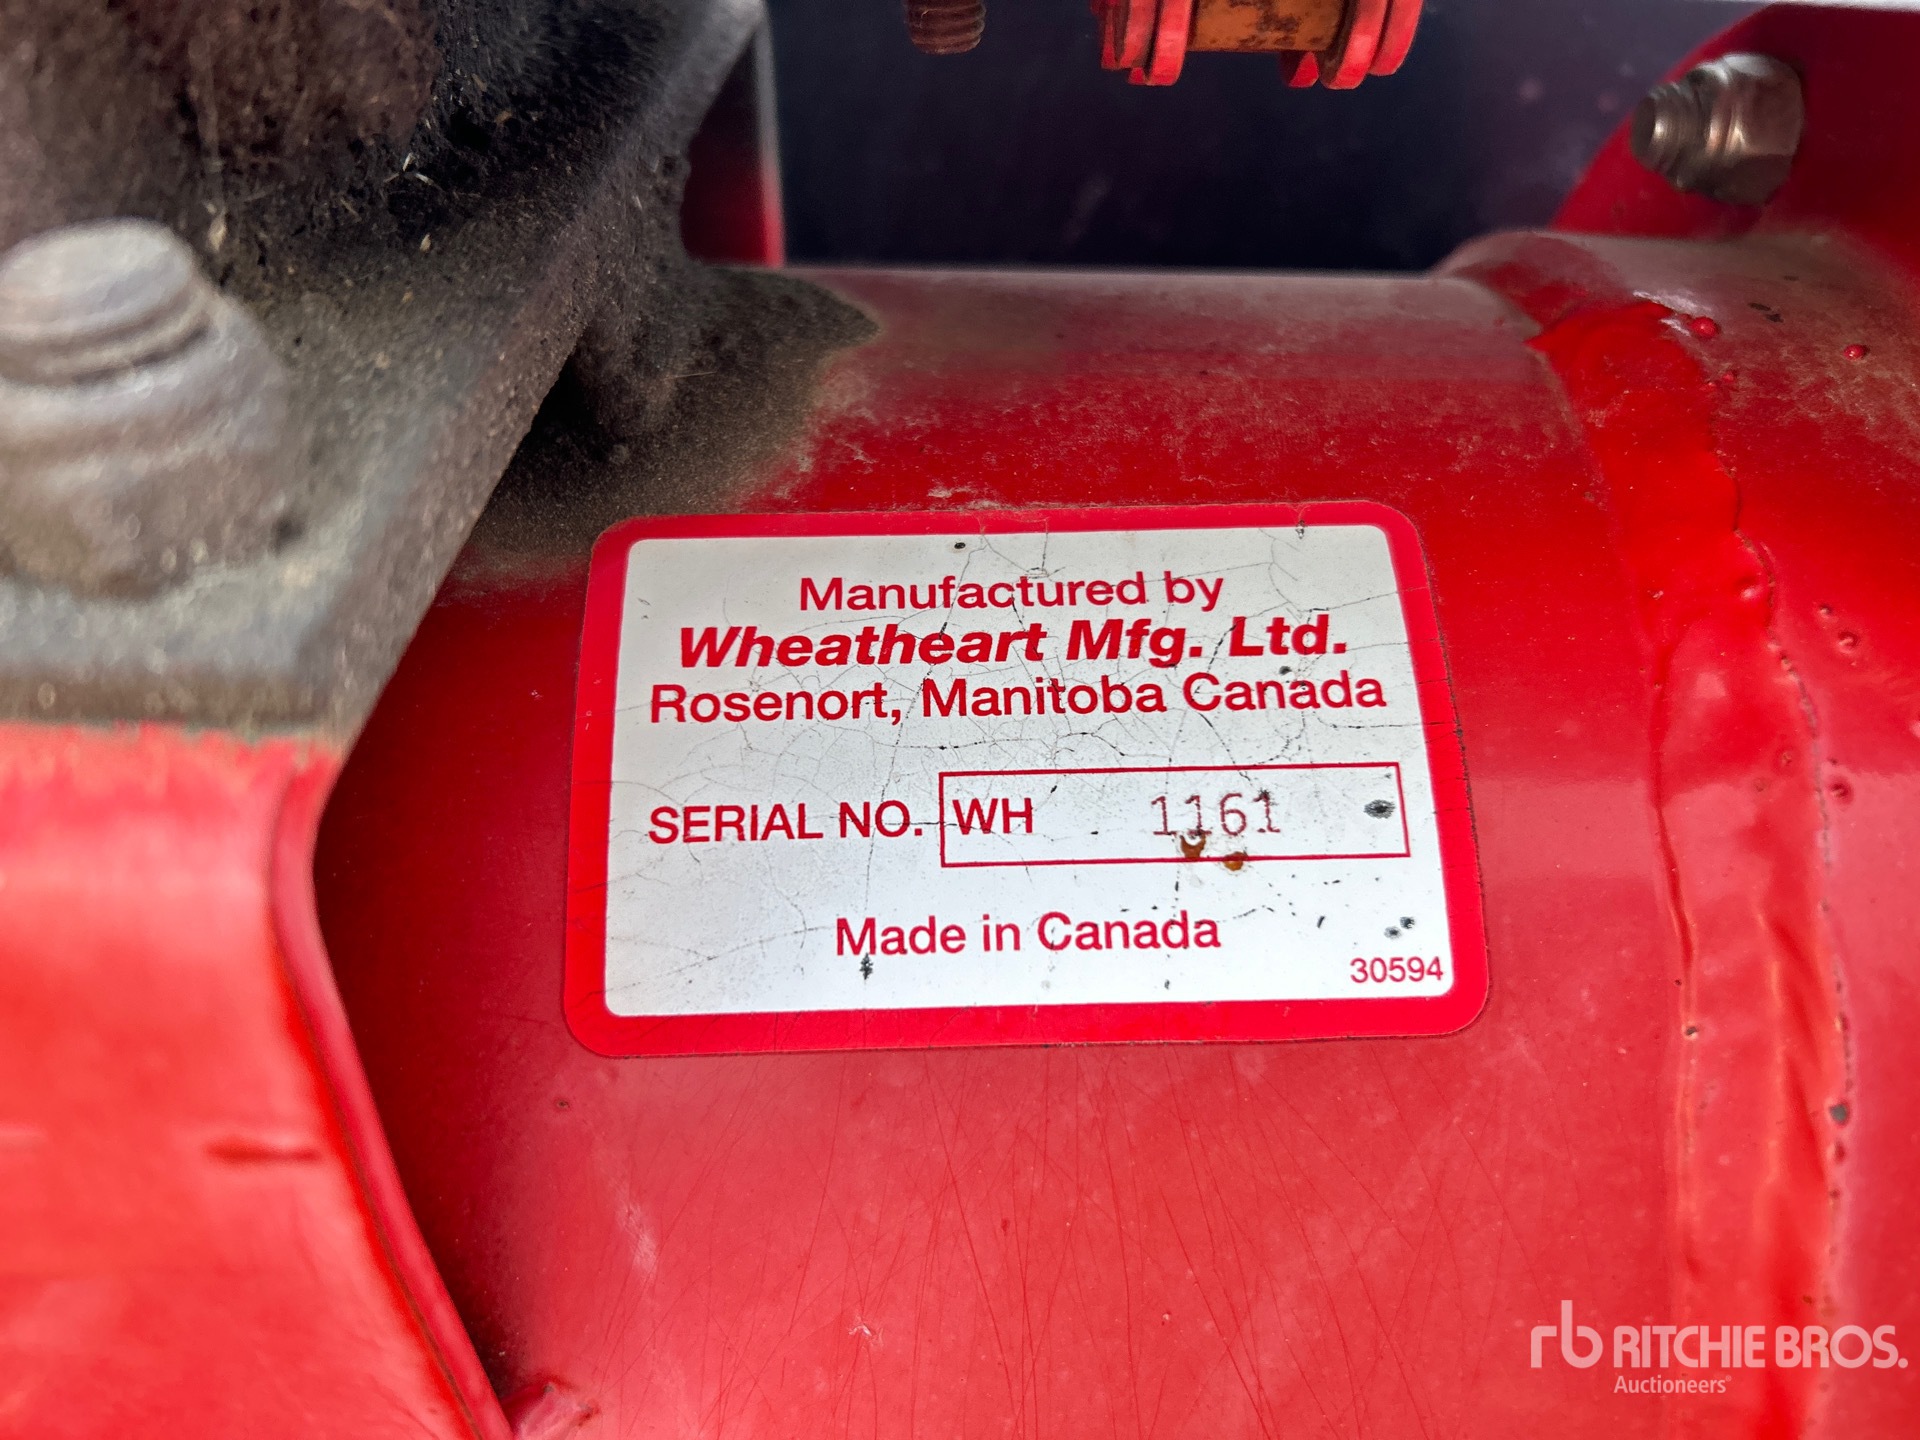 Manufactured by
Wheatheart Mfg. Ltd.
Rosenort, Manitoba Canada
SERIAL NO. WH 1161
Made in Canada
30594
rb RITCHIE BROS.
Auctioneers